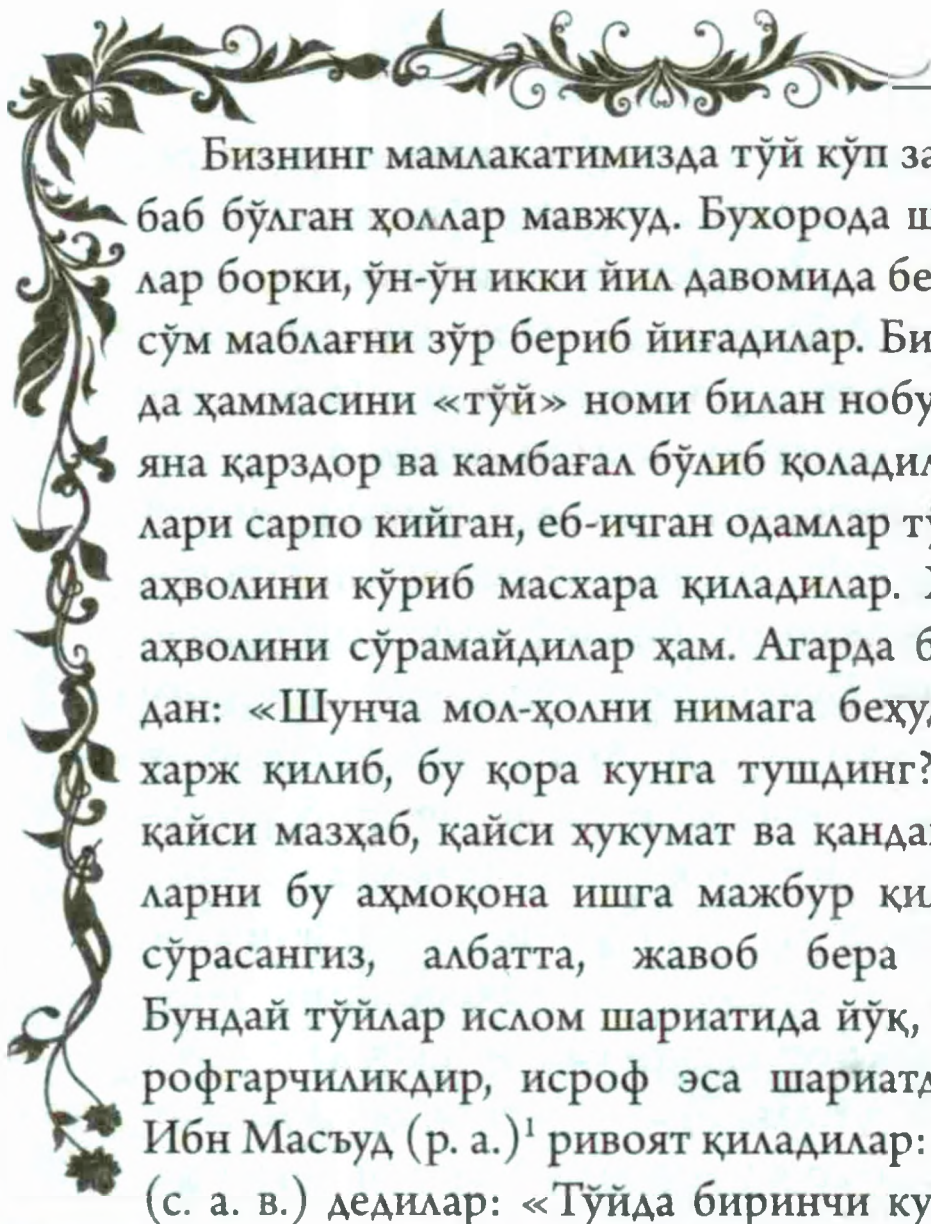 Бизнинг мамлакатимизда тўй кўп за
баб бўлган ҳоллар мавжуд. Бухорода ш
лар борки, ўн-ўн икки йил давомида бе
сўм маблағни зўр бериб йиғадилар. Би
да ҳаммасини «тўй» номи билан нобу
яна қарздор ва камбағал бўлиб қоладил
лари сарпо кийган, еб-ичган одамлар тў
аҳволини кўриб масхара қиладилар. Х
аҳволини сўрамайдилар ҳам. Агарда б
дан: «Шунча мол-ҳолни нимага беҳуд
харж қилиб, бу қора кунга тушдинг?
қайси мазҳаб, қайси ҳукумат ва қанда
ларни бу аҳмоқона ишга мажбур қил
сўрасангиз, албатта, жавоб бера
Бундай тўйлар ислом шариатида йўқ,
рофгарчиликдир, исроф эса шариатд
Ибн Масъуд (р. а.)¹ ривоят қиладилар:
(с. а. в.) дедилар: «Тўйда биринчи ку